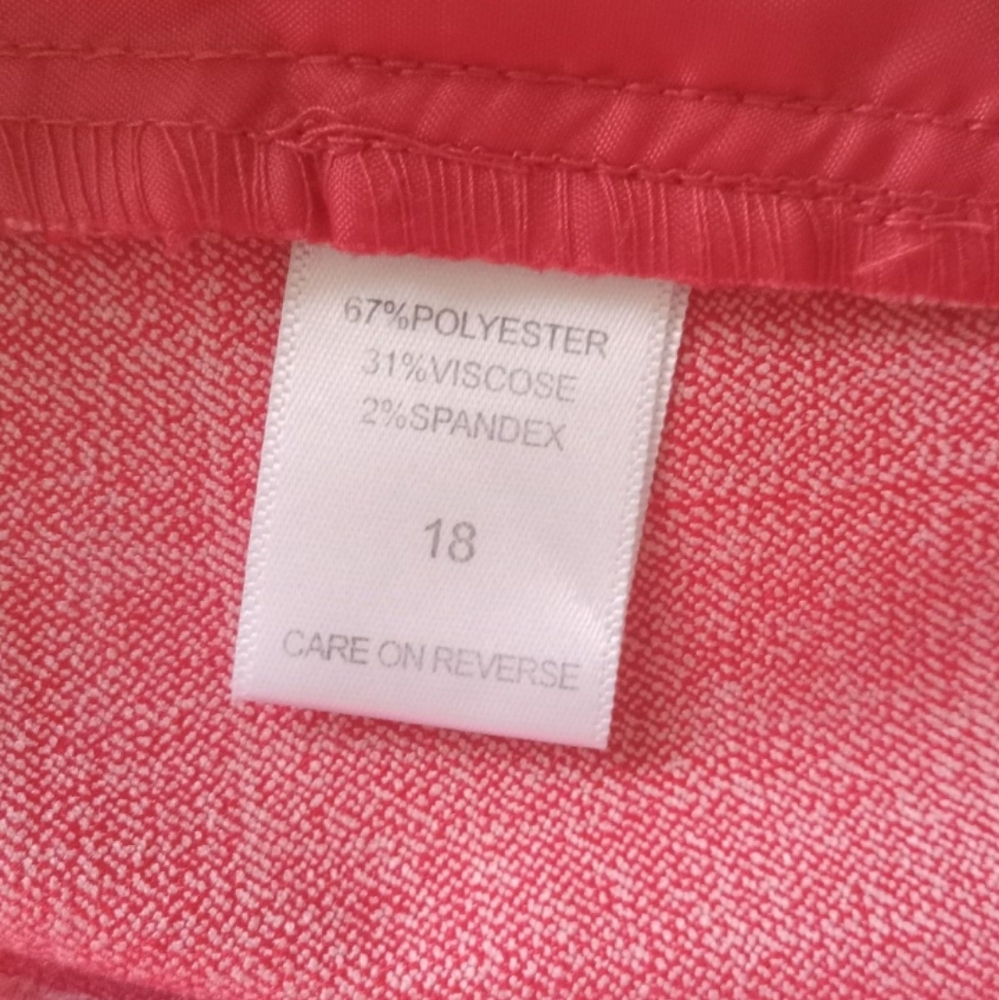 67%POLYESTER
31%VISCOSE
2%SPANDEX
18
CARE ON REVERSE